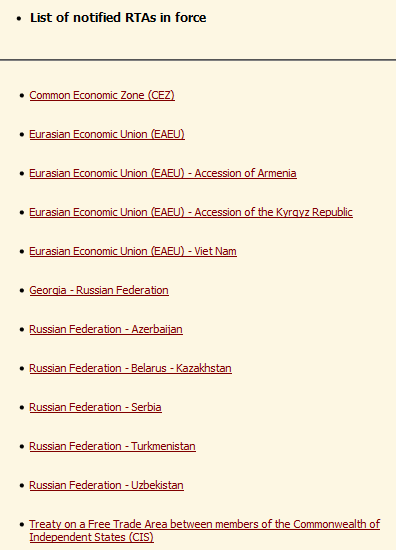 List of notified RTAs in force
Common Economic Zone (CEZ)
Eurasian Economic Union (EAEU)
Eurasian Economic Union (EAEU) - Accession of Armenia
Eurasian Economic Union (EAEU) - Accession of the Kyrgyz Republic
Eurasian Economic Union (EAEU) - Viet Nam
Georgia - Russian Federation
Russian Federation - Azerbaijan
Russian Federation - Belarus - Kazakhstan
Russian Federation - Serbia
Russian Federation - Turkmenistan
Russian Federation - Uzbekistan
Treaty on a Free Trade Area between members of the Commonwealth of
Independent States (CIS)